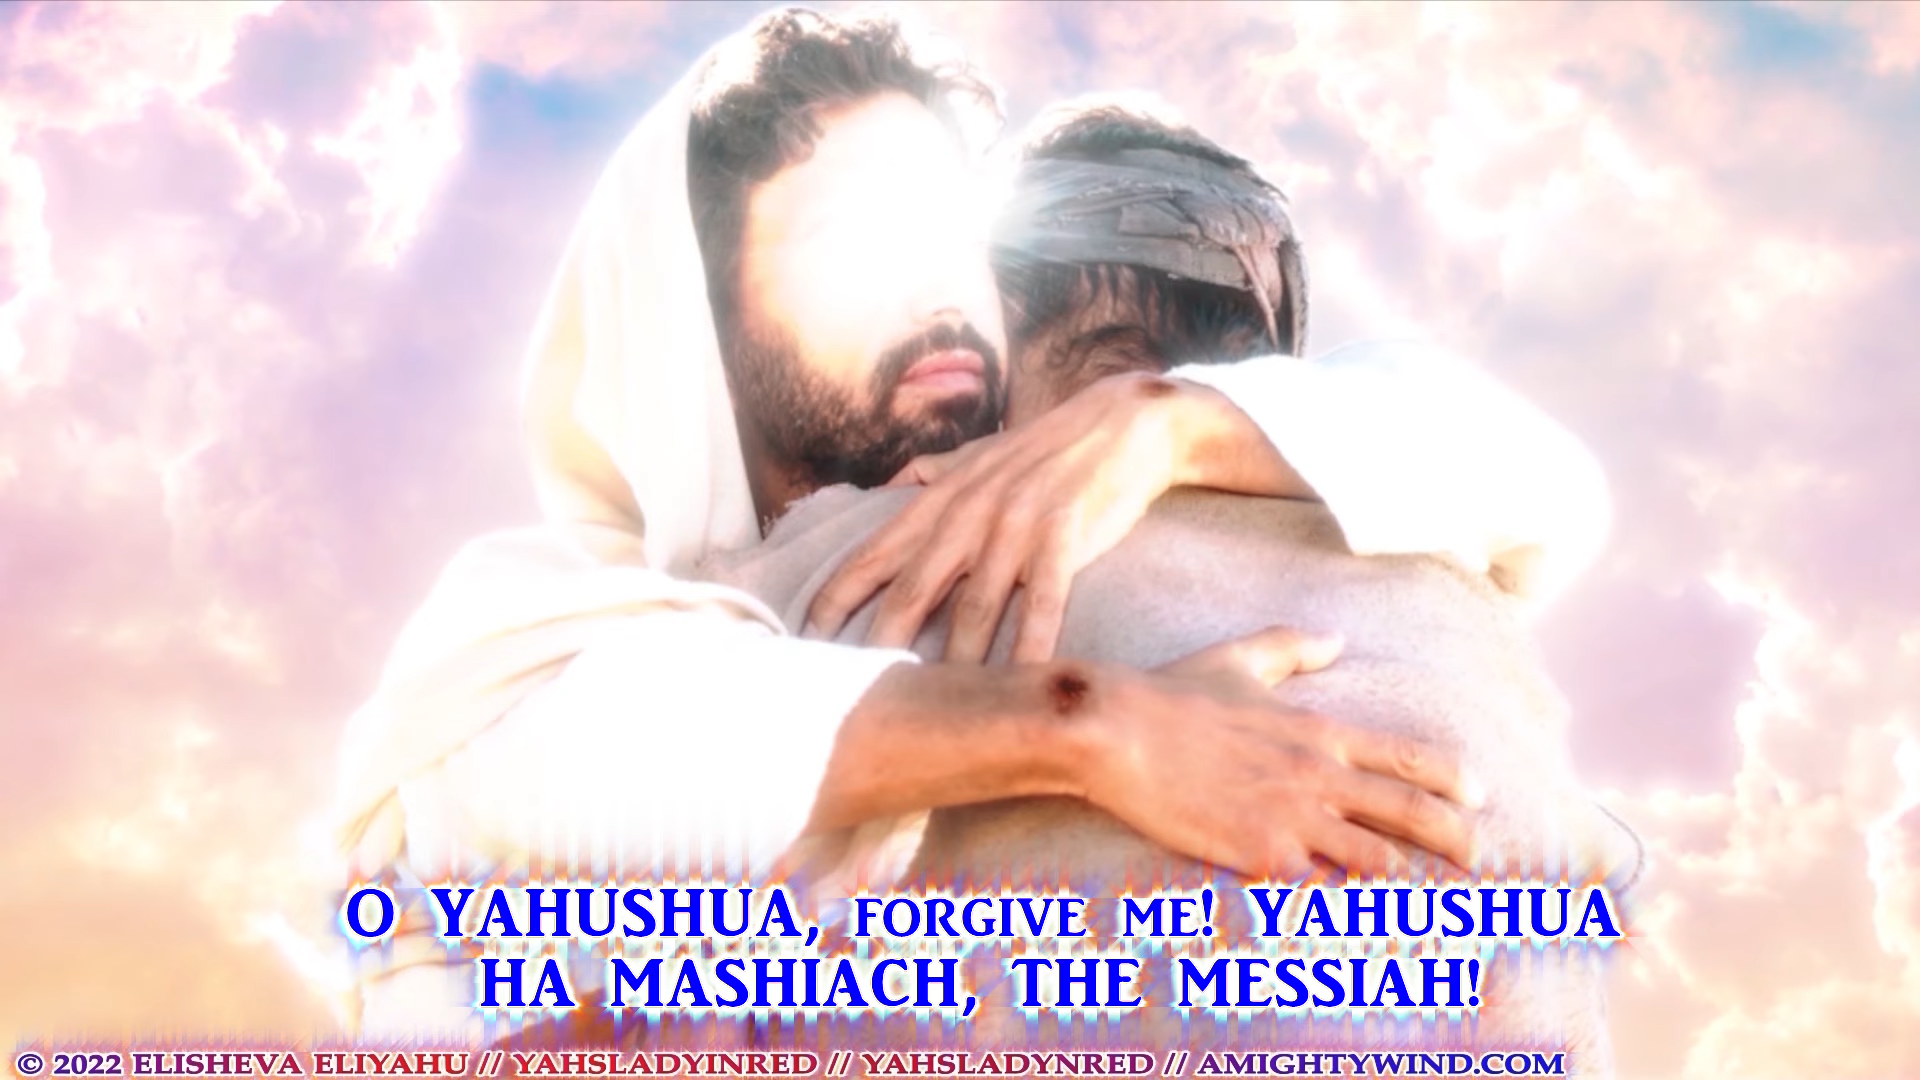 O YAHUSHUA, FORGIVE ME! YAHUSHUA
HA MASHIACH, THE MESSIAH!
© 2022 ELISHEVA ELIYAHU // YAHSLADYINRED // YAHSLADYNRED // AMIGHTYWIND.COM